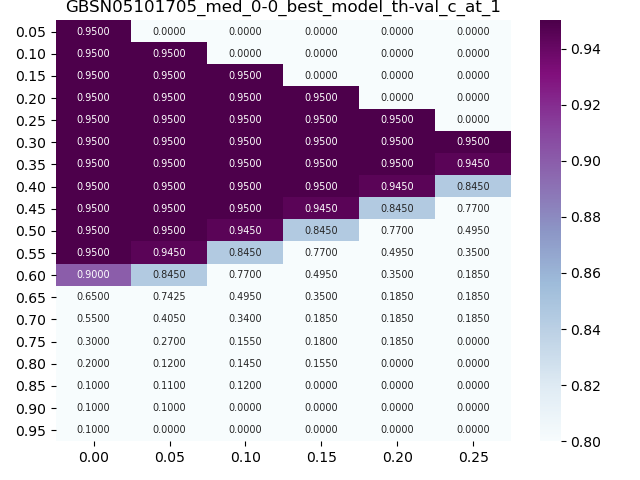 GBSN05101705_med_0-0_best_model_th-val_c_at_1
0.05 0.9500 0.0000 0.0000 0.0000 0.0000 0.0000
0.10 0.9500 0.9500 0.0000 0.0000 0.0000 0.0000
0.15 0.9500 0.9500 0.9500 0.0000 0.0000 0.0000
0.20 0.9500 0.9500 0.9500 0.9500 0.0000 0.0000
0.25 0.9500 0.9500 0.9500 0.9500 0.9500 0.0000
0.30 0.9500 0.9500 0.9500 0.9500 0.9500 0.9500
0.35 0.9500 0.9500 0.9500 0.9500 0.9500 0.9450
0.40 0.9500 0.9500 0.9500 0.9500 0.9450 0.8450
0.45 0.9500 0.9500 0.9500 0.9450 0.8450 0.7700
0.50 0.9500 0.9500 0.9450 0.8450 0.7700 0.4950
0.55 0.9500 0.9450 0.8450 0.7700 0.4950 0.3500
0.60 0.9000 0.8450 0.7700 0.4950 0.3500 0.1850
0.65 0.6500 0.7425 0.4950 0.3500 0.1850 0.1850
0.70 0.5500 0.4050 0.3400 0.1850 0.1850 0.1850
0.75 0.3000 0.2700 0.1550 0.1800 0.1850 0.0000
0.80 0.2000 0.1200 0.1450 0.1550 0.0000 0.0000
0.85 0.1000 0.1100 0.1200 0.0000 0.0000 0.0000
0.90 0.1000 0.1000 0.0000 0.0000 0.0000 0.0000
0.95 0.1000 0.0000 0.0000 0.0000 0.0000 0.0000
0.00 0.05 0.10 0.15 0.20 0.25
0.94
0.92
0.90
0.88
0.86
0.84
0.82
0.80